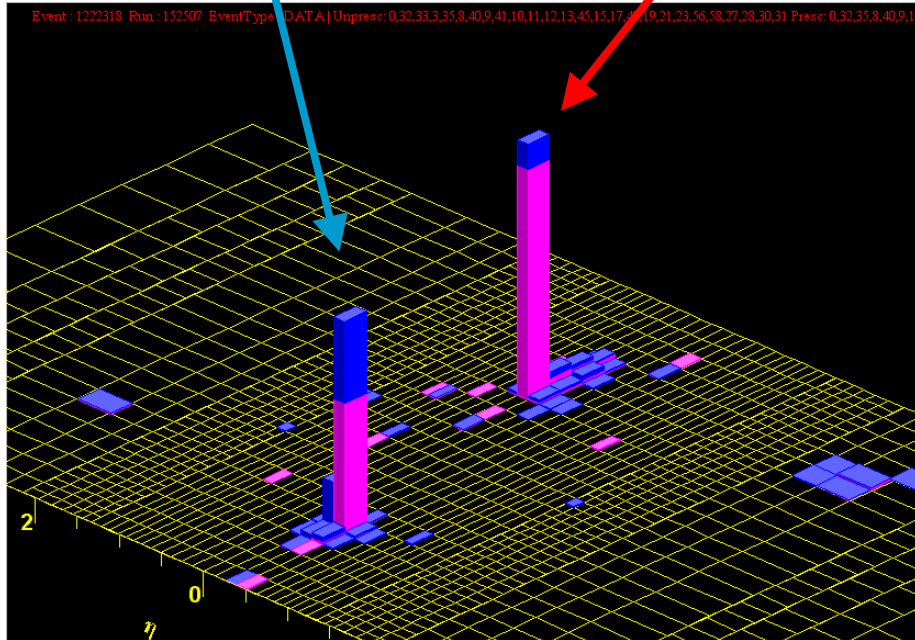 Event : 1222318 Run : 152507 EventType : DATA | Unpresc: 0,32,33,3,35,8,40,9,41,10,11,12,13,45,15,17, 19,21,23,56,58,27,28,30,31 Presc: 0,32,35,8,40,9,
2
0
η